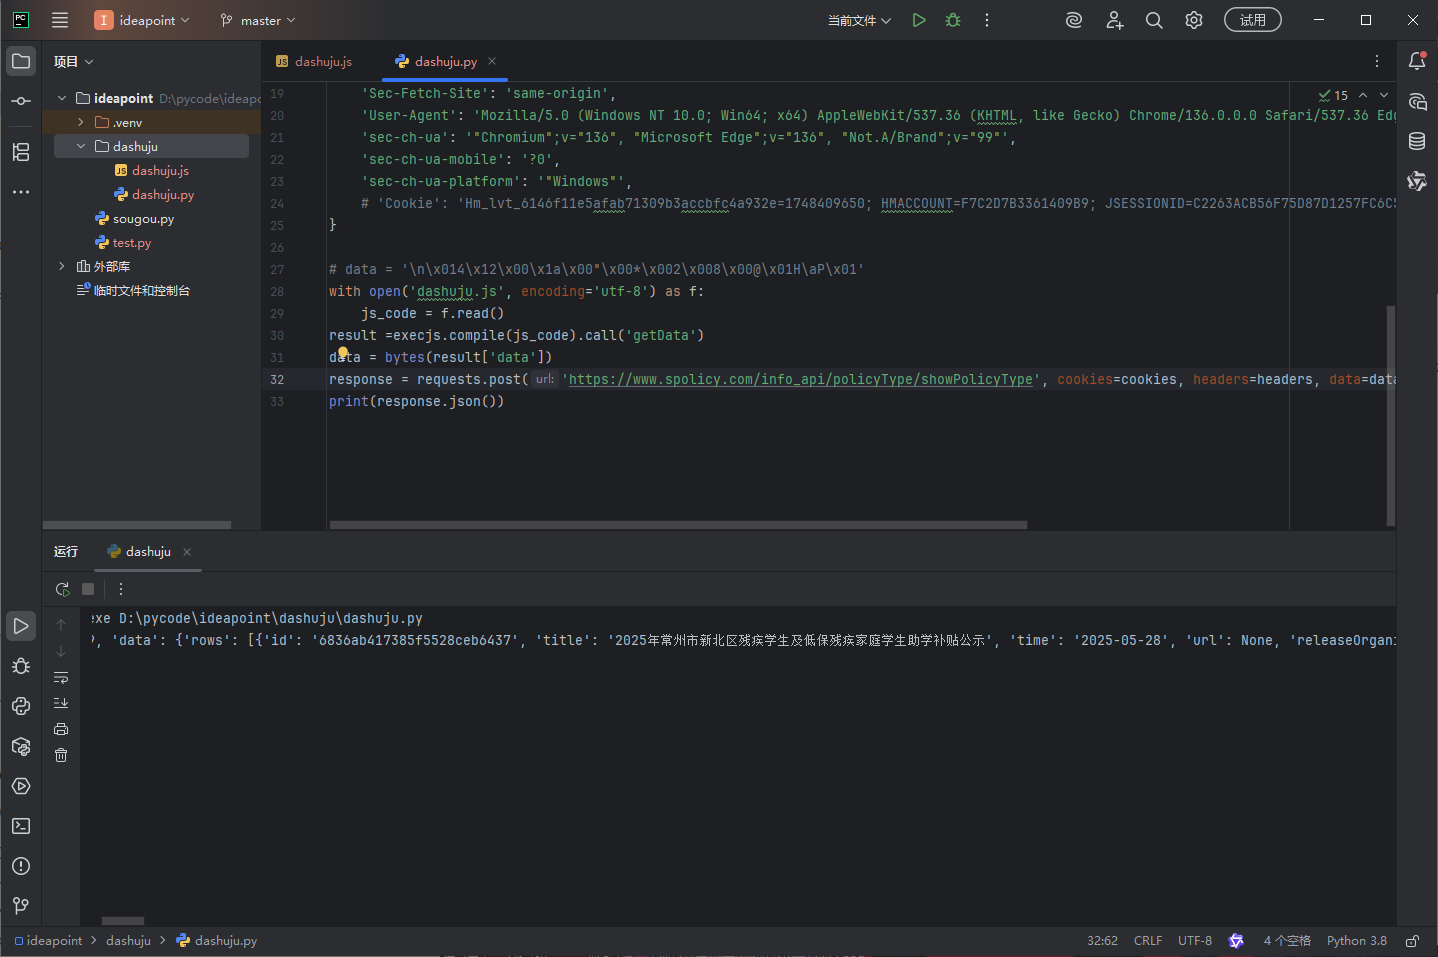 PC
I ideapoint
master
当前文件
试用
项目
JS dashuju.js
dashuju.py
ideapoint D:\pycode\ideapo
.venv
dashuju
JS dashuju.js
dashuju.py
sougou.py
test.py
外部库
临时文件和控制台
15
19 'Sec-Fetch-Site': 'same-origin',
20 'User-Agent': 'Mozilla/5.0 (Windows NT 10.0; Win64; x64) AppleWebKit/537.36 (KHTML, like Gecko) Chrome/136.0.0.0 Safari/537.36 Edg
21 'sec-ch-ua': '"Chromium";v="136", "Microsoft Edge";v="136", "Not.A/Brand";v="99"',
22 'sec-ch-ua-mobile': '?0',
23 'sec-ch-ua-platform': '"Windows"',
24 # 'Cookie': 'Hm_lvt_6146f11e5afab71309b3accbfc4a932e=1748409650; HMACCOUNT=F7C2D7B3361409B9; JSESSIONID=C2263ACB56F75D87D1257FC6C5
25 }
26
27 # data = '\n\x014\x12\x00\x1a\x00"\x00*\x002\x008\x00@\x01H\aP\x01'
28 with open('dashuju.js', encoding='utf-8') as f:
29 js_code = f.read()
30 result =execjs.compile(js_code).call('getData')
31 data = bytes(result['data'])
32 response = requests.post( url: 'https://www.spolicy.com/info_api/policyType/showPolicyType', cookies=cookies, headers=headers, data=data
33 print(response.json())
运行
dashuju
exe D:\pycode\ideapoint\dashuju\dashuju.py
, 'data': {'rows': [{'id': '6836ab417385f5528ceb6437', 'title': '2025年常州市新北区残疾学生及低保残疾家庭学生助学补贴公示', 'time': '2025-05-28', 'url': None, 'releaseOrgani
ideapoint > dashuju > dashuju.py
32:62
CRLF
UTF-8
4 个空格
Python 3.8